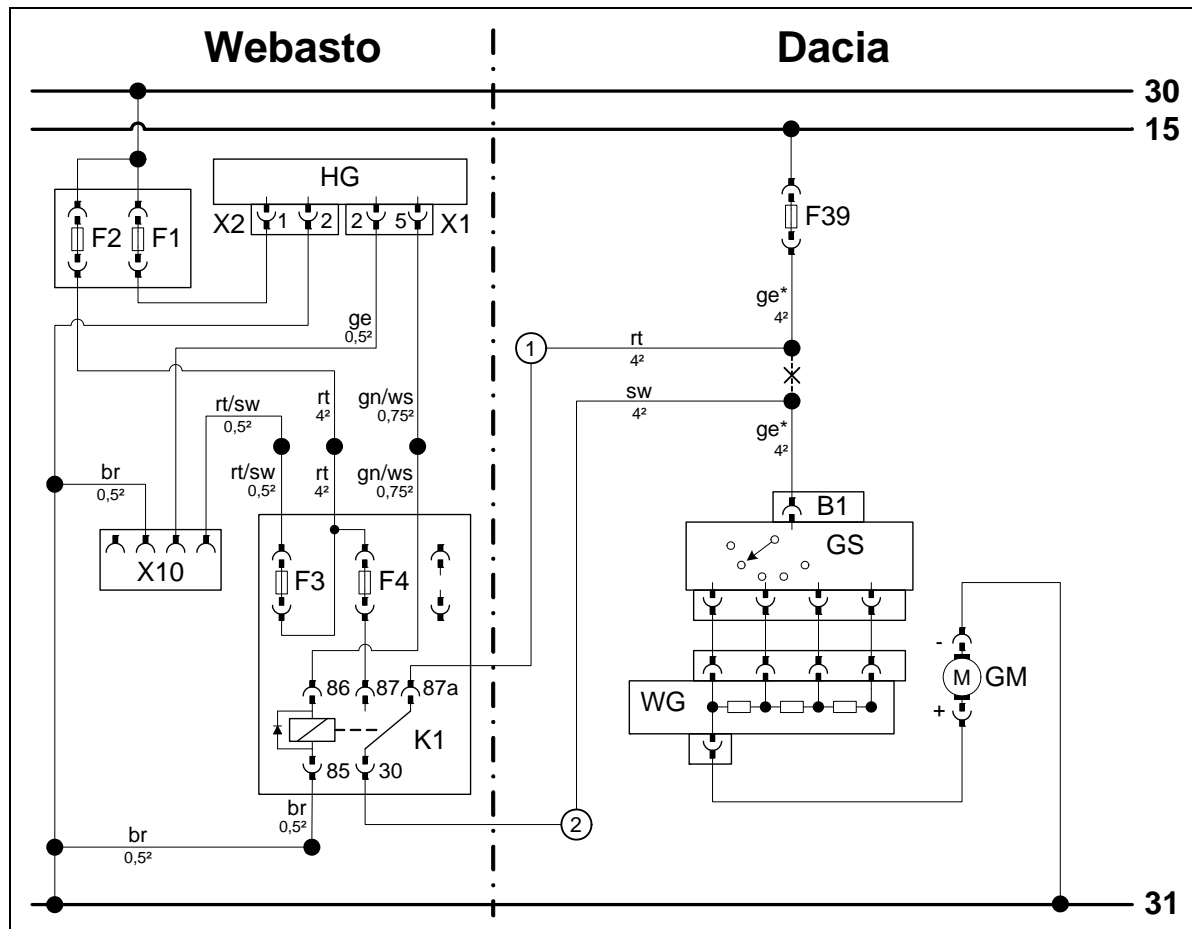 Webasto
Dacia
30
15
HG
X2
1
2
2
5
X1
F2
F1
F39
ge
0,5²
ge*
4²
1
rt
4²
sw
4²
rt/sw
0,5²
rt
4²
gn/ws
0,75²
ge*
4²
br
0,5²
rt/sw
0,5²
rt
4²
gn/ws
0,75²
B1
GS
X10
F3
F4
-
M
GM
+
86
87
87a
WG
K1
85
30
br
0,5²
2
br
0,5²
31